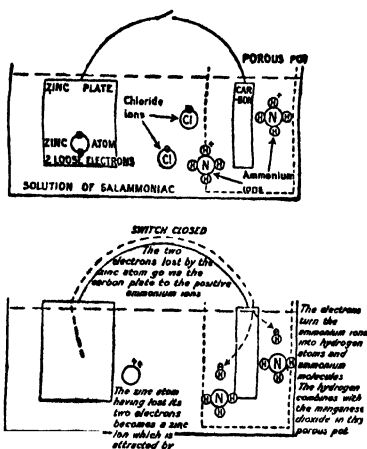 POROUS POT
ZINC PLATE
CAR
-BON
Chloride
Ions
Cl
Cl
ZINC ATOM
2 LOOSE ELECTRONS
H
H N H
H
+
H
H N H
H
+
Ammonium
ions
SOLUTION OF SALAMMONIAC
SWITCH CLOSED
The two
electrons lost by the
zinc atom go via the
carbon plate to the positive
ammonium ions
The electrons
turn the
ammonium ions
into hydrogen
atoms and
ammonium
molecules
The hydrogen
combines with
the manganese
dioxide in this
porous pot.
H
H
H N H
H N H
++
The zinc atom
having lost its
two electrons
becomes a zinc
ion which is
attracted by